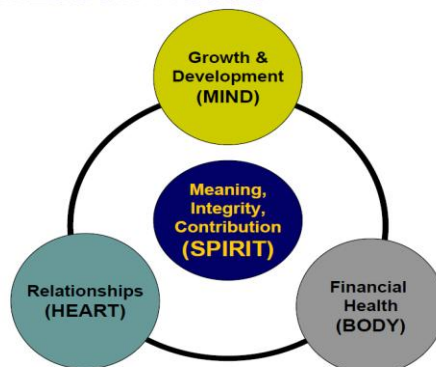 Growth &
Development
(MIND)
Meaning,
Integrity,
Contribution
(SPIRIT)
Relationships
(HEART)
Financial
Health
(BODY)